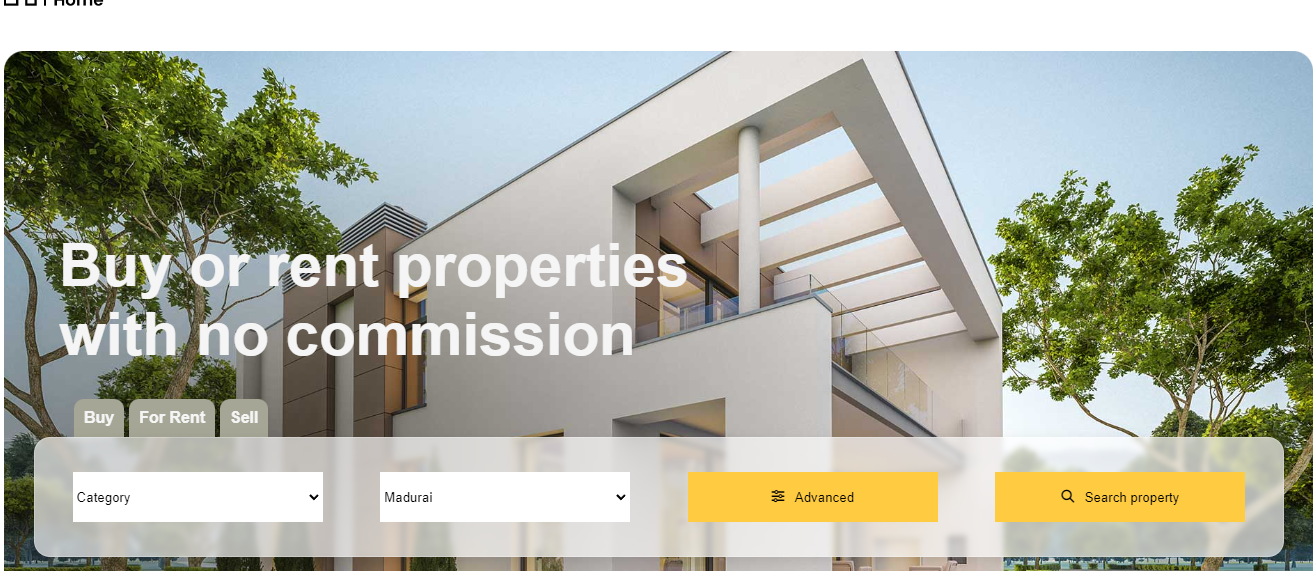 Home
Buy or rent properties
with no commission
Buy For Rent Sell
Category Madurai Advanced Search property